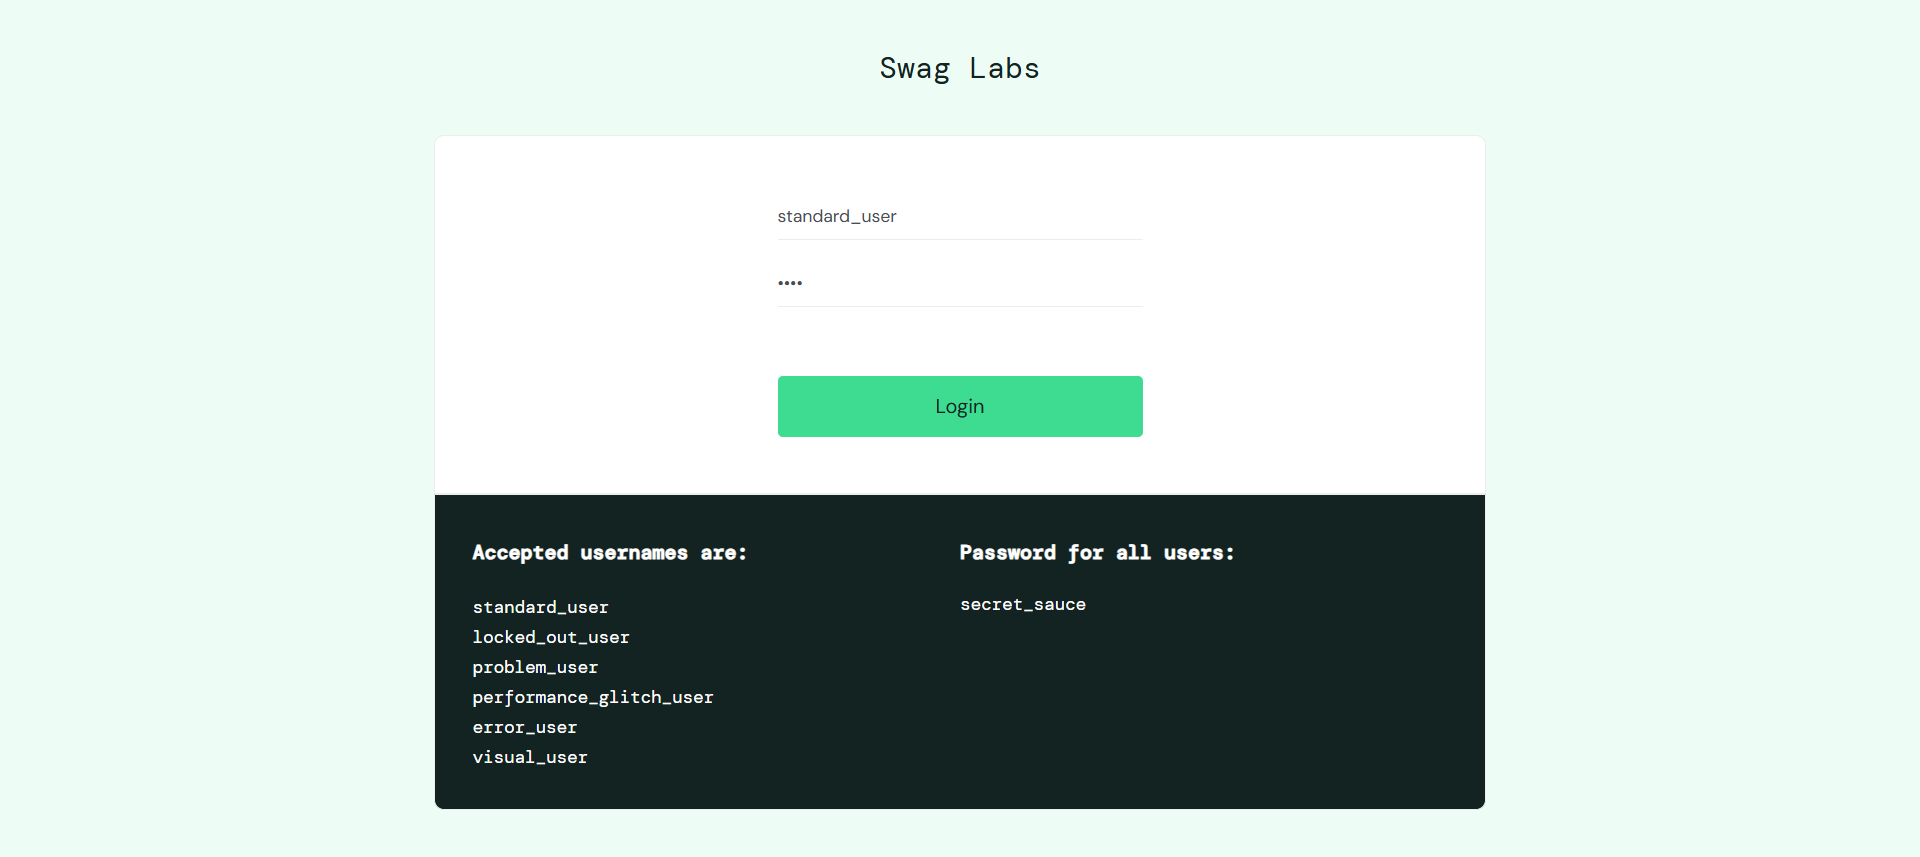 Swag Labs
standard_user
••••
Login
Accepted usernames are:
standard_user
locked_out_user
problem_user
performance_glitch_user
error_user
visual_user
Password for all users:
secret_sauce